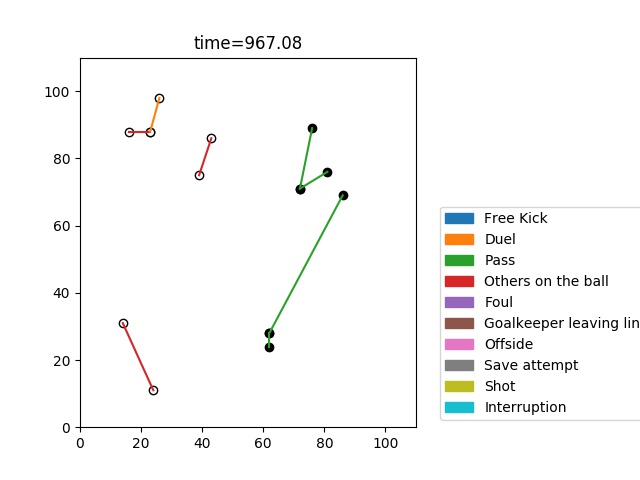 time=967.08
100
80
60
40
20
0
0 20 40 60 80 100
Free Kick
Duel
Pass
Others on the ball
Foul
Goalkeeper leaving lin
Offside
Save attempt
Shot
Interruption